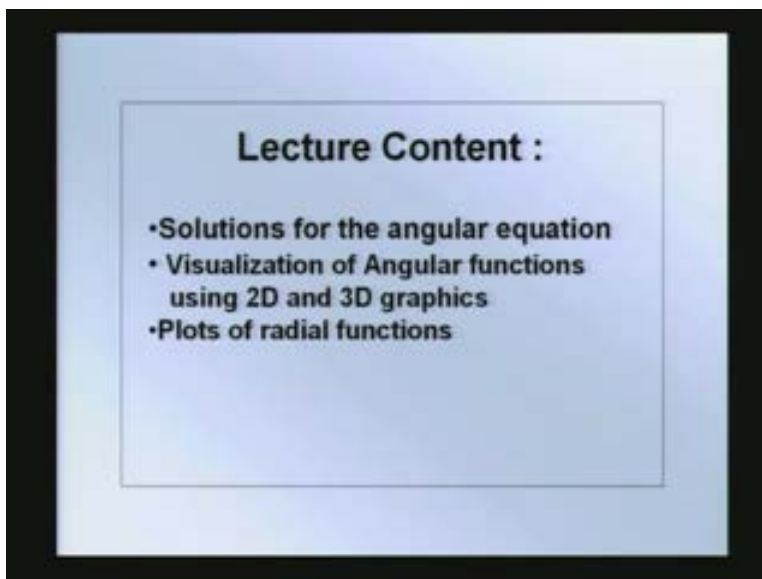 Lecture Content :
•Solutions for the angular equation
• Visualization of Angular functions
using 2D and 3D graphics
•Plots of radial functions